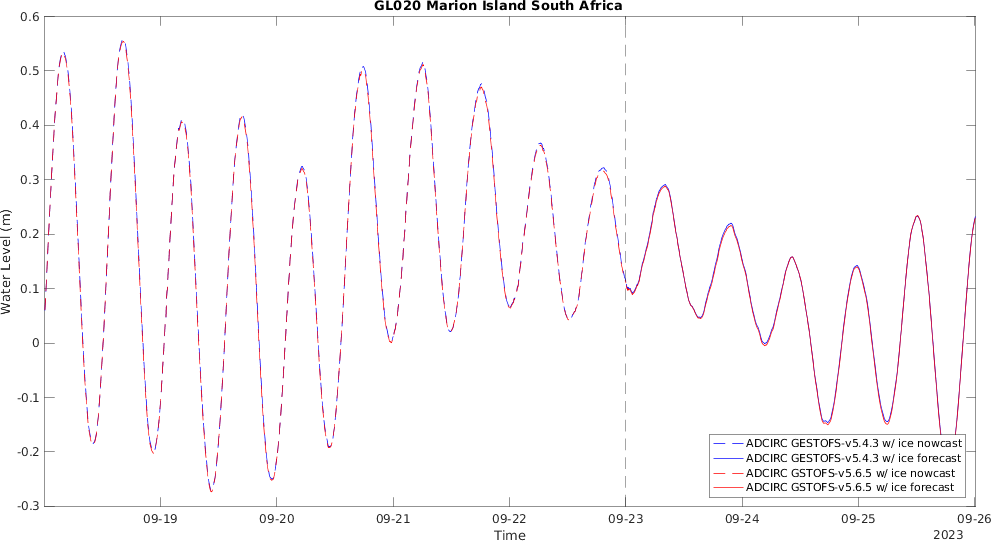 GL020 Marion Island South Africa
Water Level (m)
0.6
0.5
0.4
0.3
0.2
0.1
0
-0.1
-0.2
-0.3
ADCIRC GESTOFS-v5.4.3 w/ ice nowcast
ADCIRC GESTOFS-v5.4.3 w/ ice forecast
ADCIRC GSTOFS-v5.6.5 w/ ice nowcast
ADCIRC GSTOFS-v5.6.5 w/ ice forecast
09-19 09-20 09-21 09-22 09-23 09-24 09-25 09-26
Time
2023